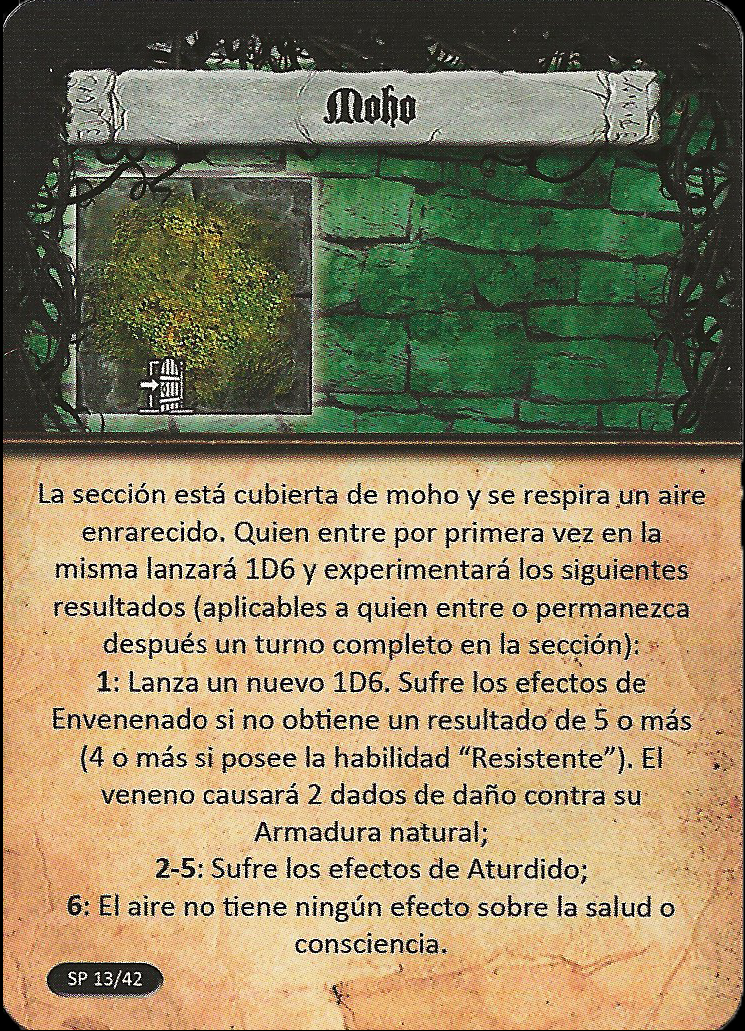 Moho
La sección está cubierta de moho y se respira un aire
enrarecido. Quien entre por primera vez en la
misma lanzará 1D6 y experimentará los siguientes
resultados (aplicables a quien entre o permanezca
después un turno completo en la sección):
1: Lanza un nuevo 1D6. Sufre los efectos de
Envenenado si no obtiene un resultado de 5 o más
(4 o más si posee la habilidad “Resistente”). El
veneno causará 2 dados de daño contra su
Armadura natural;
2-5: Sufre los efectos de Aturdido;
6: El aire no tiene ningún efecto sobre la salud o
consciencia.
SP 13/42